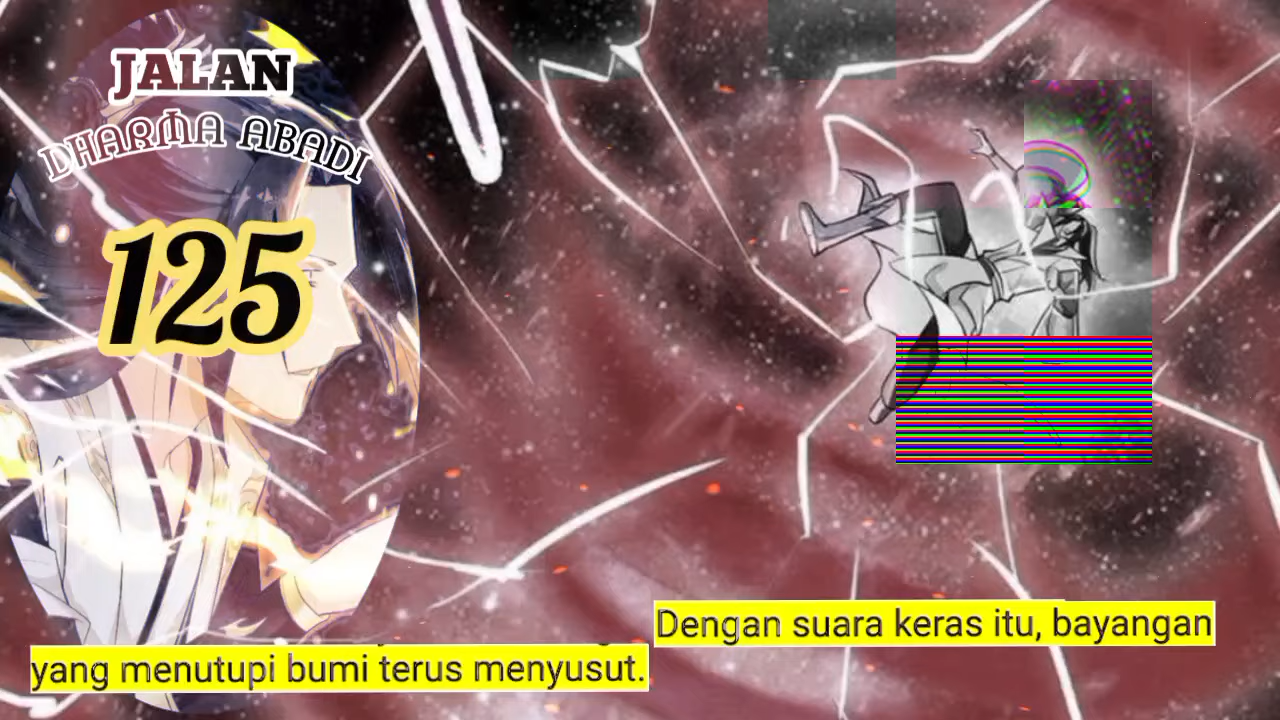 JALAN
DHARMA ABADI
125
Dengan suara keras itu, bayangan
yang menutupi bumi terus menyusut.